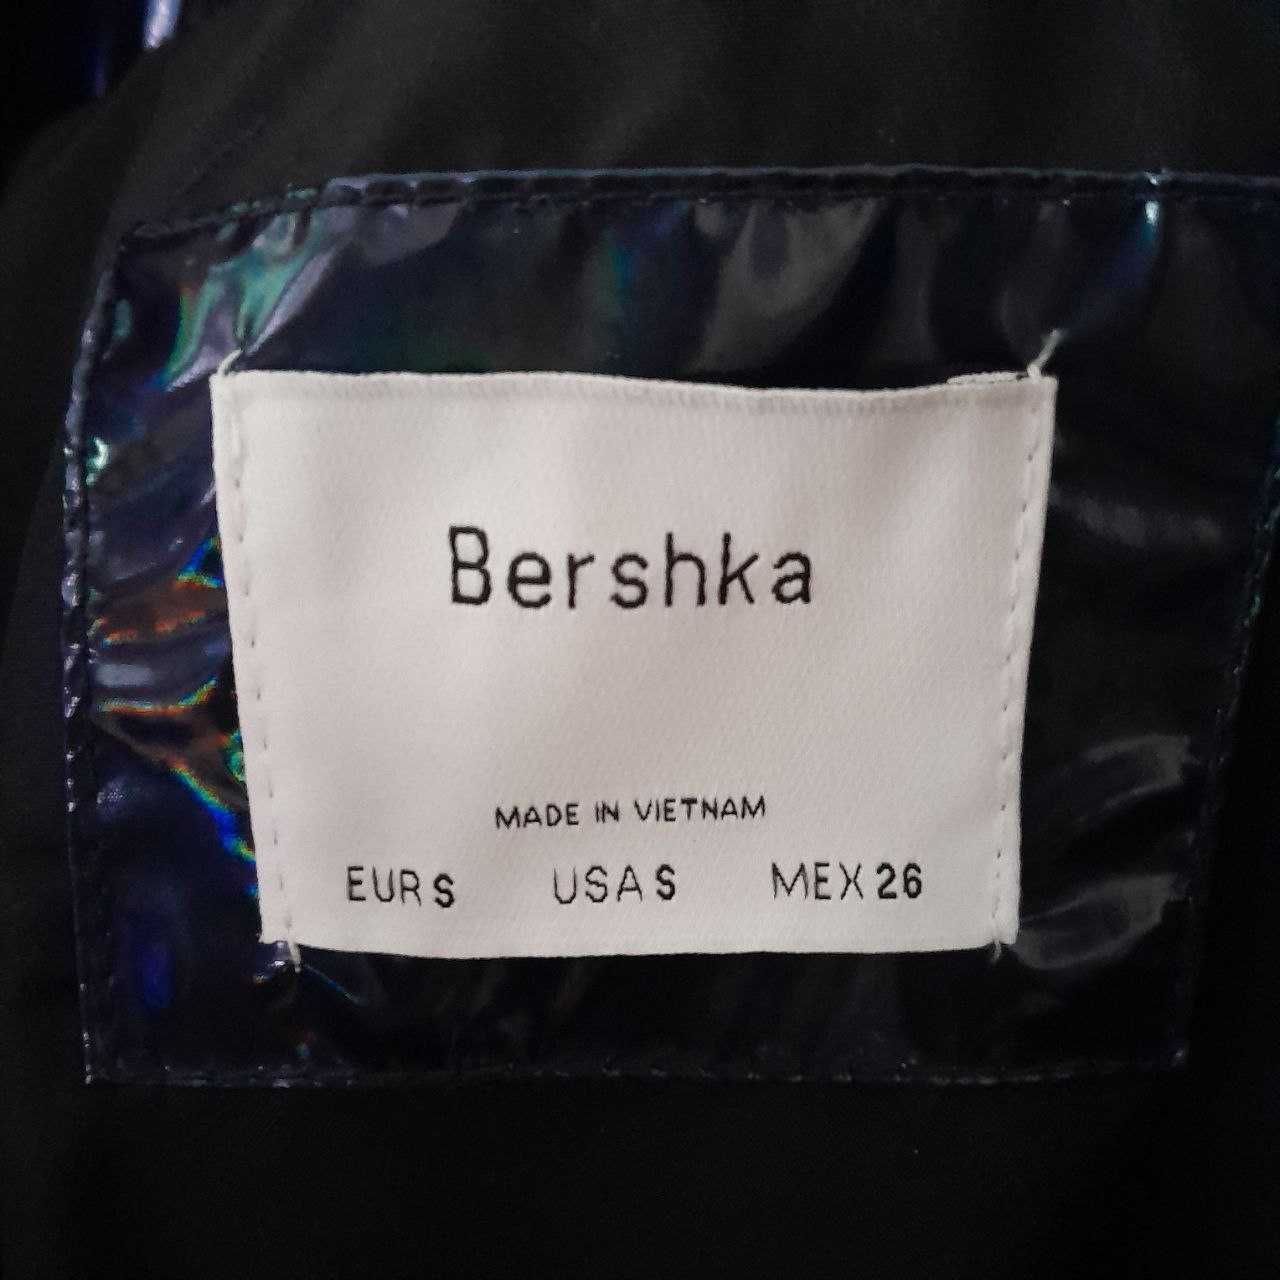 Bershka
MADE IN VIETNAM
EUR S USA S MEX 26